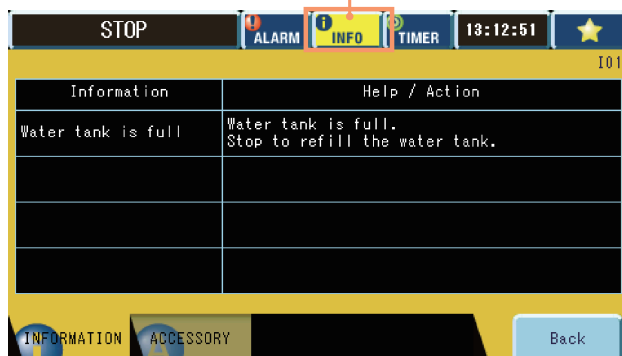 STOP ALARM INFO TIMER 13:12:51
I01
Information Help / Action
Water tank is full Water tank is full.
Stop to refill the water tank.
INFORMATION ACCESSORY Back